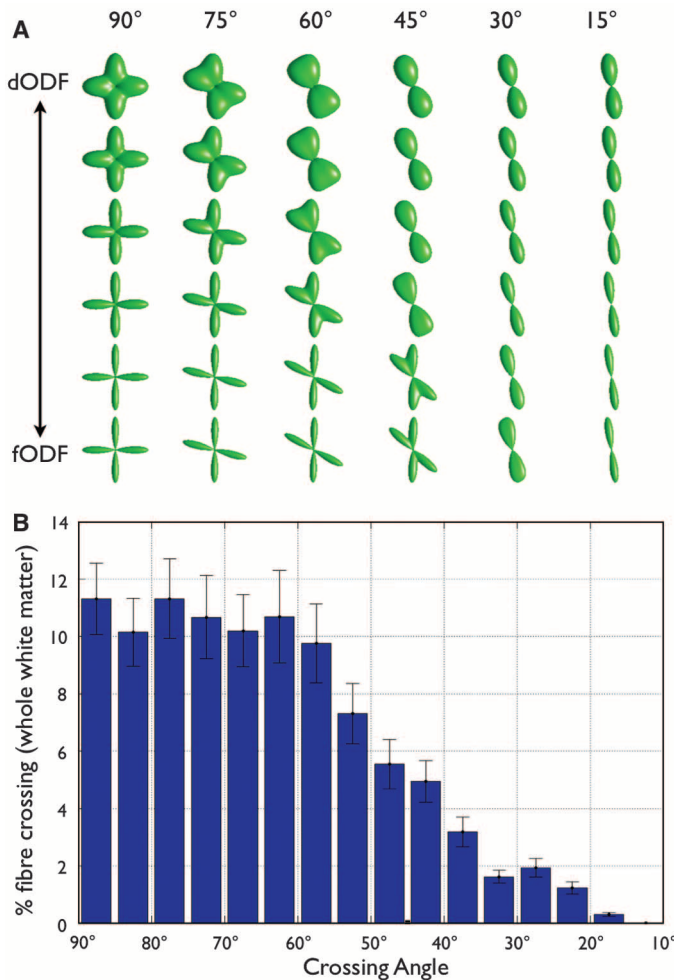 A
90° 75° 60° 45° 30° 15°
dODF
fODF
B
14
12
10
8
6
4
2
0
% fibre crossing (whole white matter)
90° 80° 70° 60° 50° 40° 30° 20° 10°
Crossing Angle